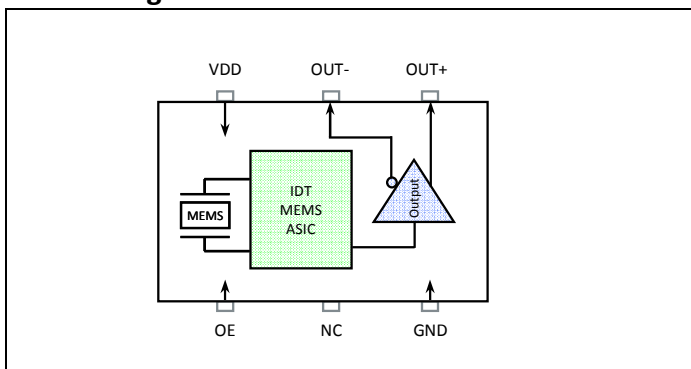 VDD OUT- OUT+
IDT
MEMS
ASIC
MEMS
Output
OE NC GND